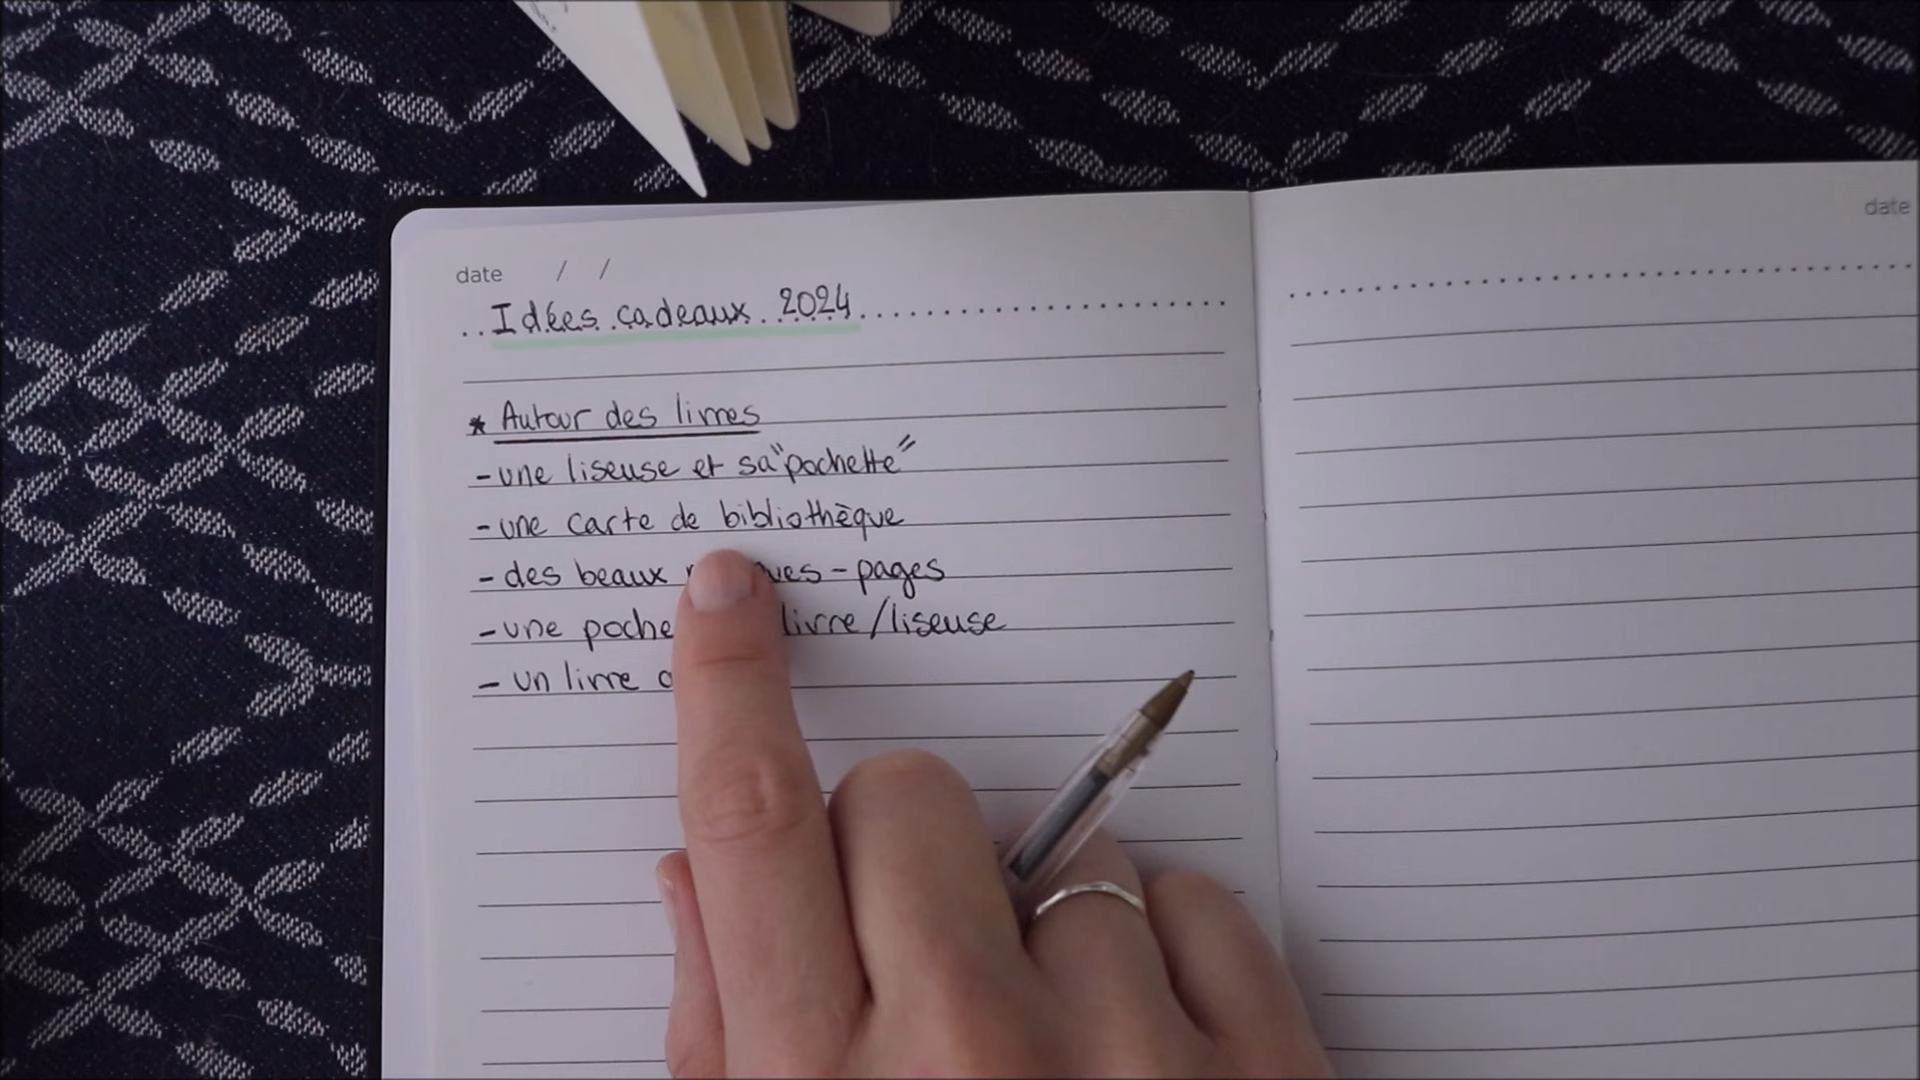 date / /
Idées cadeaux 2024
date
* Autour des livres
- une liseuse et sa "pochette"
- une carte de bibliothèque
- des beaux -pages
- une livre/liseuse
- un livre